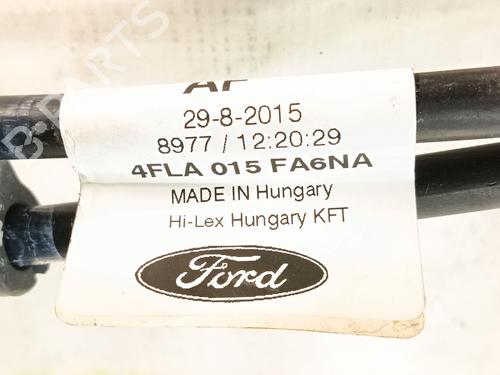 AF
29-8-2015
8977 / 12:20:29
4FLA 015 FA6NA
MADE IN Hungary
Hi-Lex Hungary KFT
Ford
B-PARTS